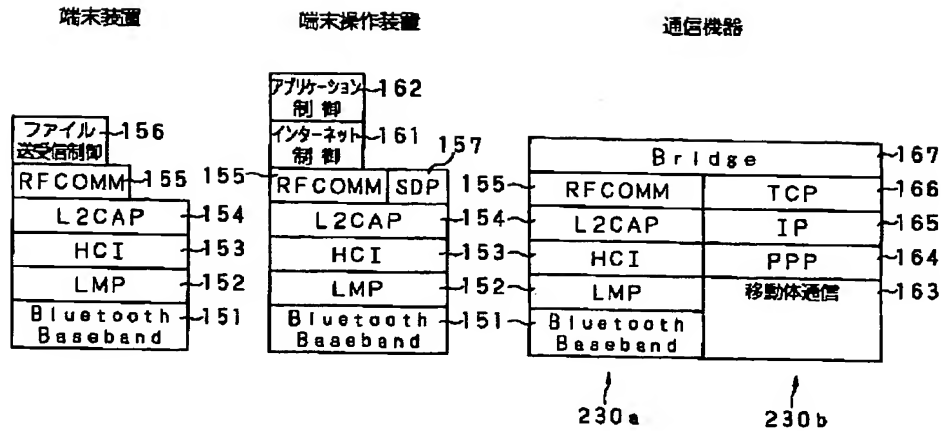 端末装置
端末操作装置
通信機器
アプリケーション
制御
162
ファイル
送受信制御
156
インターネット
制御
161
157
Bridge
167
RFCOMM
155
155
RFCOMM
SDP
155
RFCOMM
TCP
166
L2CAP
154
L2CAP
154
L2CAP
IP
165
HCI
153
HCI
153
HCI
PPP
164
LMP
152
LMP
152
LMP
移動体通信
163
Bluetooth
Baseband
151
Bluetooth
Baseband
151
Bluetooth
Baseband
230a
230b